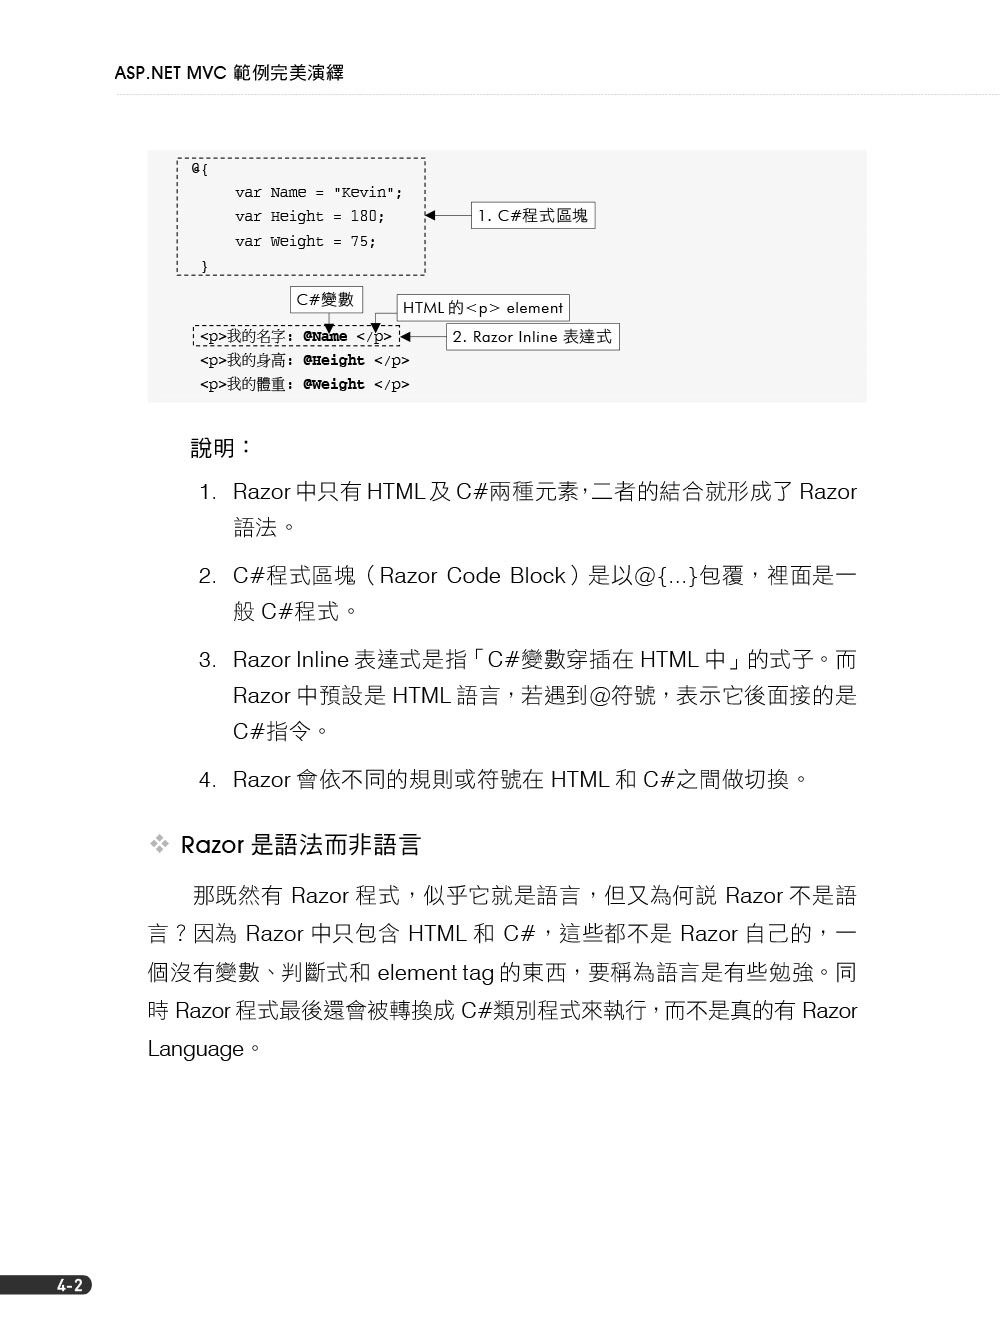 ASP.NET MVC 範例完美演繹
@{
var Name = "Kevin";
var Height = 180;
var Weight = 75;
}
1. C#程式區塊
C#變數
HTML 的<p> element
<p>我的名字: @Name </p>
2. Razor Inline 表達式
<p>我的身高: @Height </p>
<p>我的體重: @Weight </p>
說明：
1. Razor 中只有 HTML 及 C#兩種元素，二者的結合就形成了 Razor
語法。
2. C#程式區塊（Razor Code Block）是以@{...}包覆，裡面是一
般 C#程式。
3. Razor Inline 表達式是指「C#變數穿插在 HTML 中」的式子。而
Razor 中預設是 HTML 語言，若遇到@符號，表示它後面接的是
C#指令。
4. Razor 會依不同的規則或符號在 HTML 和 C#之間做切換。
❖ Razor 是語法而非語言
那既然有 Razor 程式，似乎它就是語言，但又為何説 Razor 不是語
言？因為 Razor 中只包含 HTML 和 C#，這些都不是 Razor 自己的，一
個沒有變數、判斷式和 element tag 的東西，要稱為語言是有些勉強。同
時 Razor 程式最後還會被轉換成 C#類別程式來執行，而不是真的有 Razor
Language。
4-2